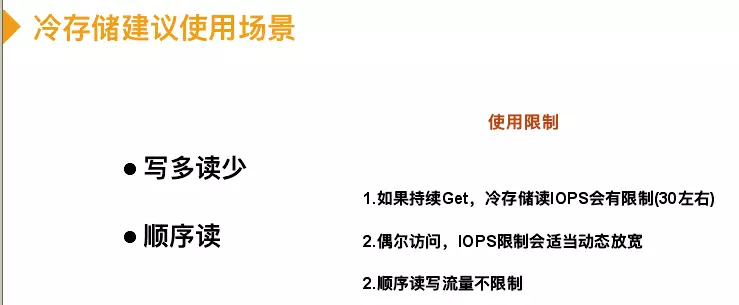 冷存储建议使用场景
● 写多读少
● 顺序读
使用限制
1.如果持续Get，冷存储读IOPS会有限制(30左右)
2.偶尔访问，IOPS限制会适当动态放宽
2.顺序读写流量不限制